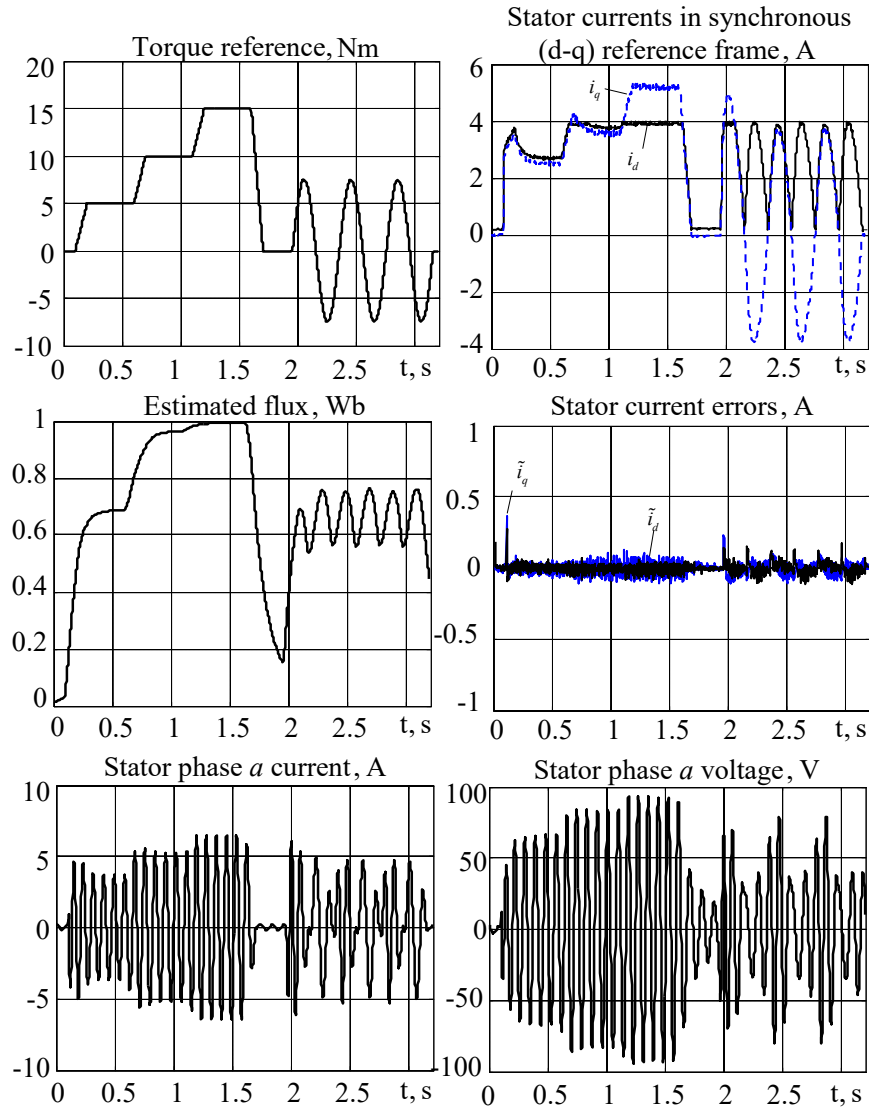 Torque reference, Nm
20
15
10
5
0
-5
-10
0 0.5 1 1.5 2 2.5 t, s
Stator currents in synchronous
(d-q) reference frame, A
6
4
2
0
-2
-4
i_q
i_d
0 0.5 1 1.5 2 2.5 t, s
Estimated flux, Wb
1
0.8
0.6
0.4
0.2
0
0 0.5 1 1.5 2 2.5 t, s
Stator current errors, A
1
0.5
0
-0.5
-1
ĩ_q
ĩ_d
0 0.5 1 1.5 2 2.5 t, s
Stator phase a current, A
10
5
0
-5
-10
0 0.5 1 1.5 2 2.5 t, s
Stator phase a voltage, V
100
50
0
-50
-100
0 0.5 1 1.5 2 2.5 t, s